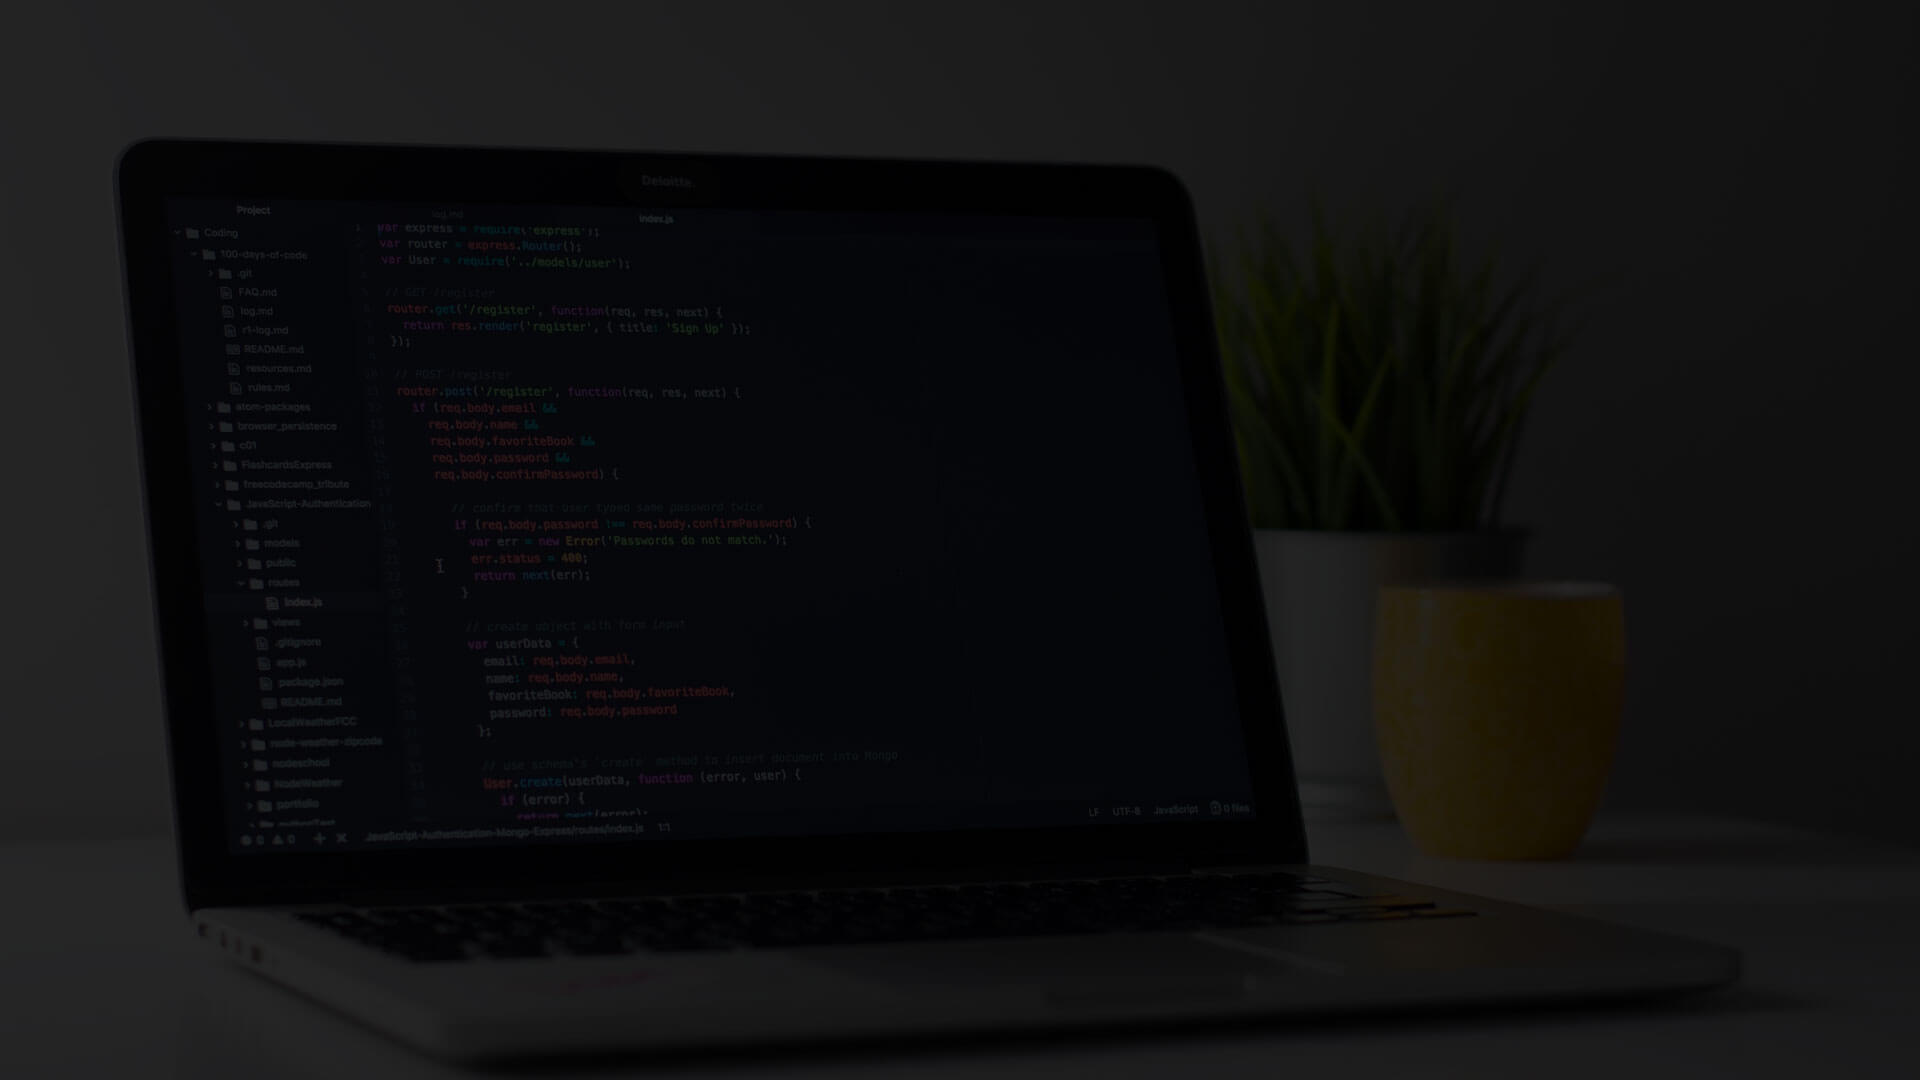 Deloitte.
Project
Coding
100-days-of-code
.git
FAQ.md
log.md
r1-log.md
README.md
resources.md
rules.md
atom-packages
browser_persistence
c01
FlashcardsExpress
freecodecamp_tribute
JavaScript-Authentication
.git
models
public
routes
index.js
views
.gitignore
app.js
package.json
README.md
LocalWeatherFCC
node-weather-zipcode
nodeschool
NodeWeather
portfolio
pythonTest
log.md index.js
var express = require('express');
var router = express.Router();
var User = require('../models/user');
// GET /register
router.get('/register', function(req, res, next) {
return res.render('register', { title: 'Sign Up' });
});
// POST /register
router.post('/register', function(req, res, next) {
if (req.body.email &&
req.body.name &&
req.body.favoriteBook &&
req.body.password &&
req.body.confirmPassword) {
// confirm that user typed same password twice
if (req.body.password !== req.body.confirmPassword) {
var err = new Error('Passwords do not match.');
err.status = 400;
return next(err);
}
// create object with form input
var userData = {
email: req.body.email,
name: req.body.name,
favoriteBook: req.body.favoriteBook,
password: req.body.password
};
// use schema's `create` method to insert document into Mongo
User.create(userData, function (error, user) {
if (error) {
return next(error);
0 0 JavaScript-Authentication-Mongo-Express/routes/index.js 1:1 LF UTF-8 JavaScript 0 files